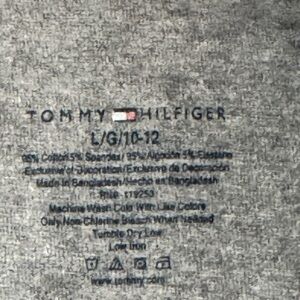 TOMMY HILFIGER
L/G/10-12
95% Cotton 5% Spandex/ 95% Algodón 5% Elastano
Exclusive of Decoration/Exclusivo de Decoración
Made in Bangladesh/Hecho en Bangladesh
RN# 119253
Machine Wash Cold With Like Colors
Only Non-Chlorine Bleach When Needed
Tumble Dry Low
Low Iron
www.tommy.com